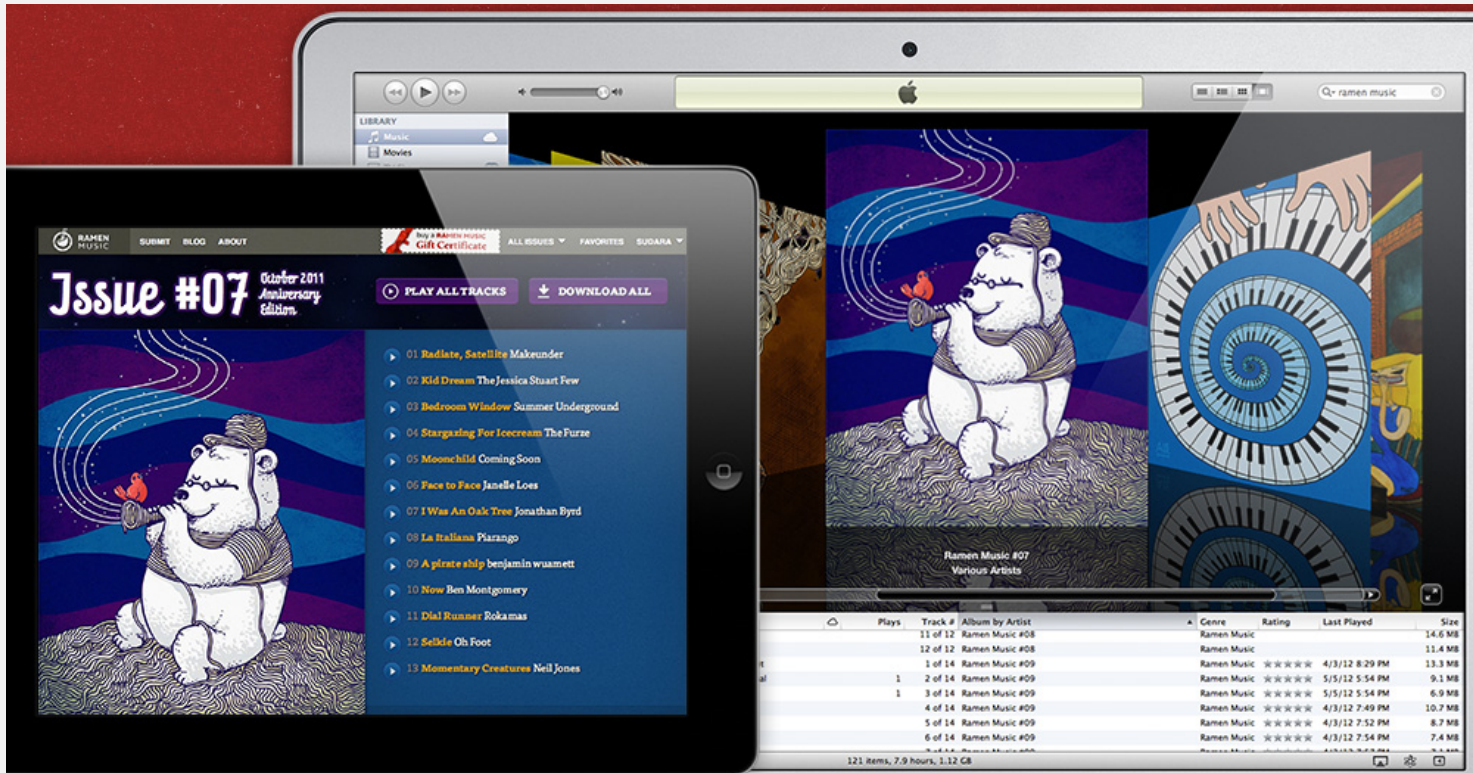 ramen music
LIBRARY
Music
Movies
RAMEN
MUSIC
SUBMIT BLOG ABOUT
buy a RAMEN MUSIC
Gift Certificate
ALL ISSUES FAVORITES SUGARA
Issue #07
October 2011
Anniversary
Edition
PLAY ALL TRACKS
DOWNLOAD ALL
01 Radiate, Satellite Makeunder
02 Kid Dream The Jessica Stuart Few
03 Bedroom Window Summer Underground
04 Stargazing For Icecream The Furze
05 Moonchild Coming Soon
06 Face to Face Janelle Loes
07 I Was An Oak Tree Jonathan Byrd
08 La Italiana Piarango
09 A pirate ship benjamin wuamett
10 Now Ben Montgomery
11 Dial Runner Rokamas
12 Selkie Oh Foot
13 Momentary Creatures Neil Jones
Ramen Music #07
Various Artists
Plays Track # Album by Artist Genre Rating Last Played Size
11 of 12 Ramen Music #08 Ramen Music 14.6 MB
12 of 12 Ramen Music #08 Ramen Music 11.4 MB
1 of 14 Ramen Music #09 Ramen Music 4/3/12 8:29 PM 13.3 MB
1 2 of 14 Ramen Music #09 Ramen Music 5/5/12 5:54 PM 9.1 MB
1 3 of 14 Ramen Music #09 Ramen Music 5/5/12 5:54 PM 6.9 MB
4 of 14 Ramen Music #09 Ramen Music 4/3/12 7:49 PM 10.7 MB
5 of 14 Ramen Music #09 Ramen Music 4/3/12 7:52 PM 8.7 MB
6 of 14 Ramen Music #09 Ramen Music 4/3/12 7:54 PM 7.4 MB
121 items, 7.9 hours, 1.12 GB